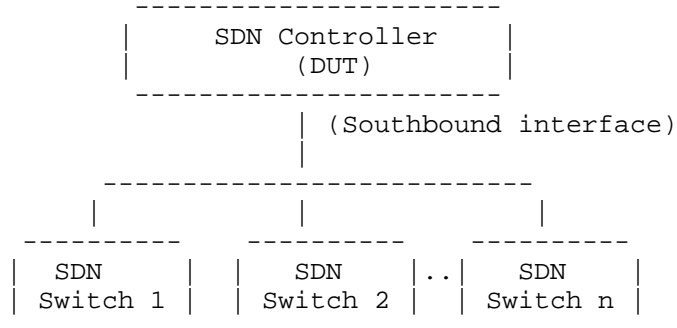 SDN Controller
(DUT)
(Southbound interface)
SDN SDN .. SDN
Switch 1 Switch 2 Switch n